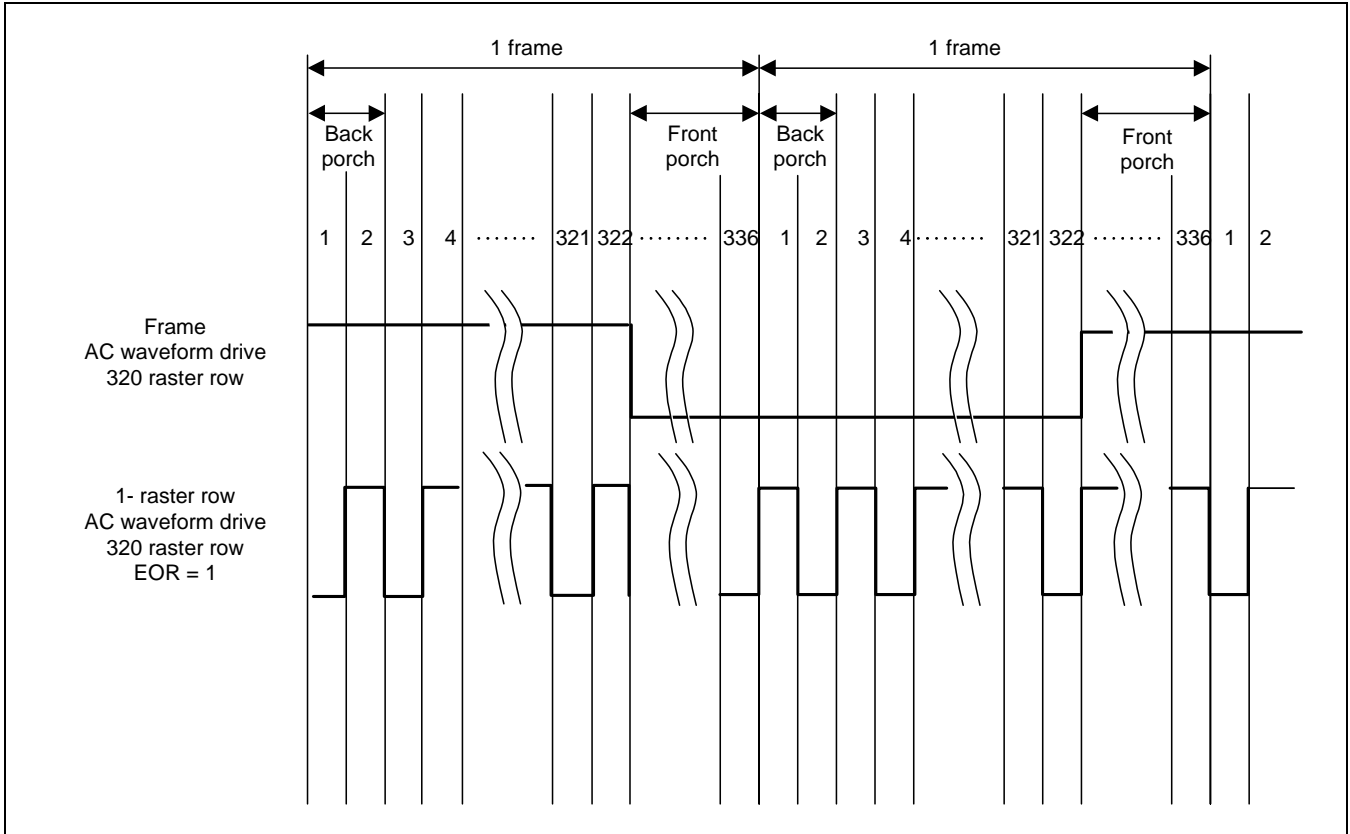 1 frame 1 frame
Back porch Front porch Back porch Front porch
1 2 3 4 ........ 321 322 ........ 336 1 2 3 4 ........ 321 322 ........ 336 1 2
Frame
AC waveform drive
320 raster row
1- raster row
AC waveform drive
320 raster row
EOR = 1